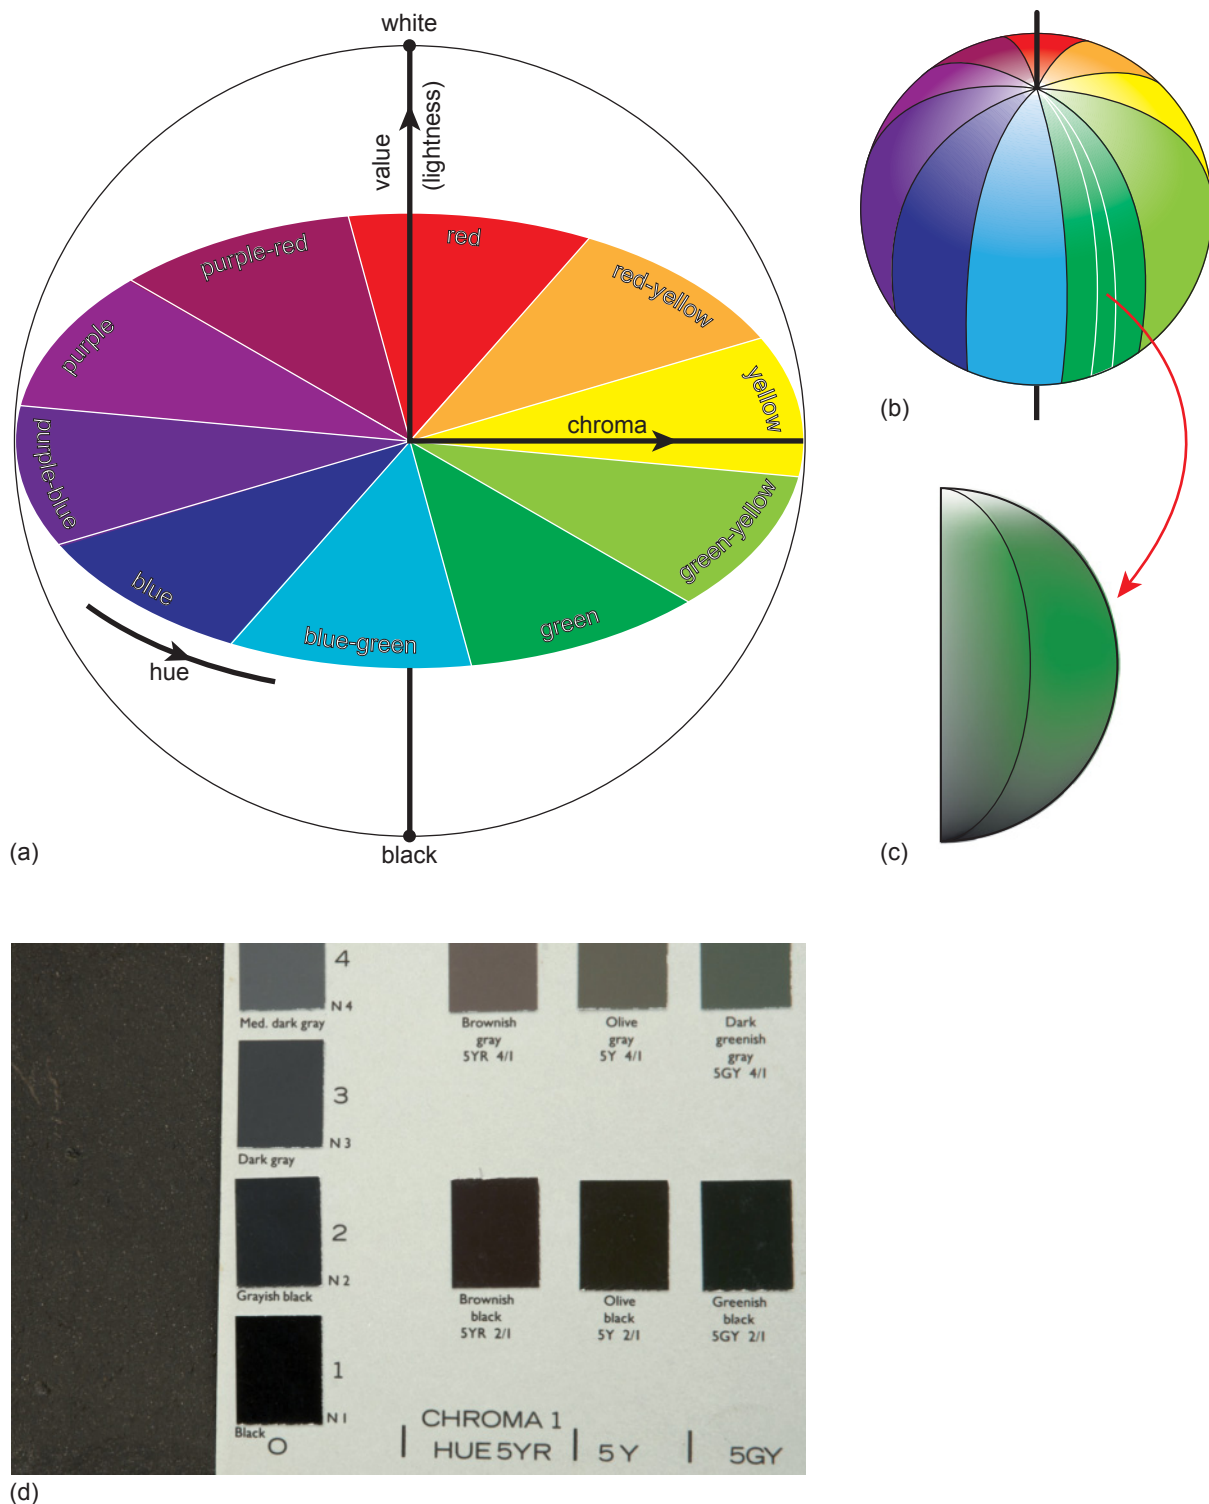 white
value
(lightness)
purple-red
red
red-yellow
purple
yellow
chroma
purple-blue
green-yellow
blue
green
blue-green
hue
black
(a)
(b)
(c)
4
N 4
Med. dark gray
Brownish
gray
5YR 4/1
Olive
gray
5Y 4/1
Dark
greenish
gray
5GY 4/1
3
N 3
Dark gray
2
N 2
Grayish black
Brownish
black
5YR 2/1
Olive
black
5Y 2/1
Greenish
black
5GY 2/1
1
N 1
Black
O
CHROMA 1
HUE 5YR
5 Y
5GY
(d)